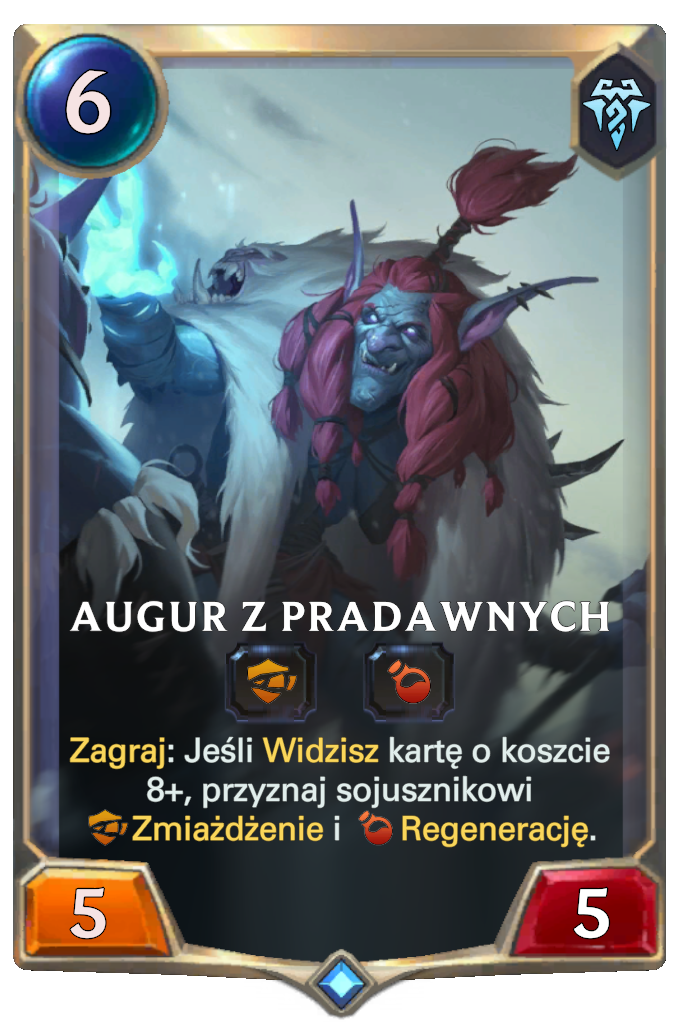 6
AUGUR Z PRADAWNYCH
Zagraj: Jeśli Widzisz kartę o koszcie
8+, przyznaj sojusznikowi
Zmiażdżenie i Regenerację.
5
5